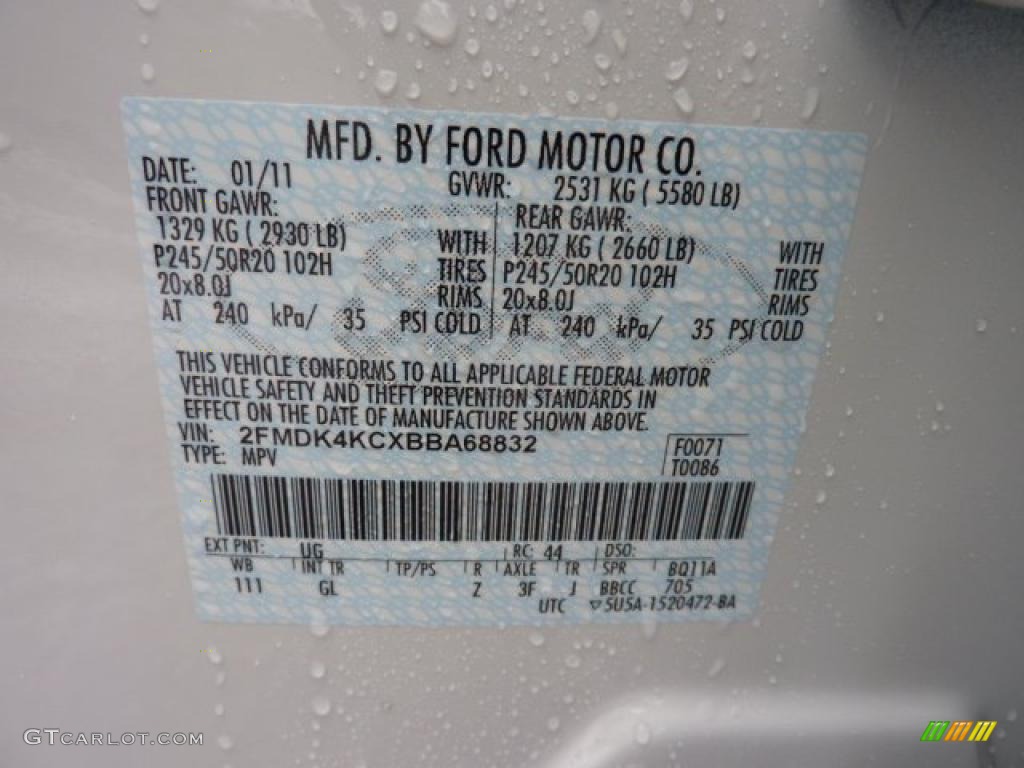 MFD. BY FORD MOTOR CO.
DATE: 01/11 GVWR: 2531 KG ( 5580 LB)
FRONT GAWR: REAR GAWR:
1329 KG ( 2930 LB) WITH 1207 KG ( 2660 LB) WITH
P245/50R20 102H TIRES P245/50R20 102H TIRES
20x8.0J RIMS 20x8.0J RIMS
AT 240 kPa/ 35 PSI COLD AT 240 kPa/ 35 PSI COLD
THIS VEHICLE CONFORMS TO ALL APPLICABLE FEDERAL MOTOR
VEHICLE SAFETY AND THEFT PREVENTION STANDARDS IN
EFFECT ON THE DATE OF MANUFACTURE SHOWN ABOVE.
VIN: 2FMDK4KCXBBA68832 F0071
TYPE: MPV T0086
EXT PNT: UG RC: 44 DSO:
WB INT TR TP/PS R AXLE TR SPR BQ11A
111 GL Z 3F J BBCC 705
UTC ▽5U5A-1520472-BA
GTCARLOT.COM